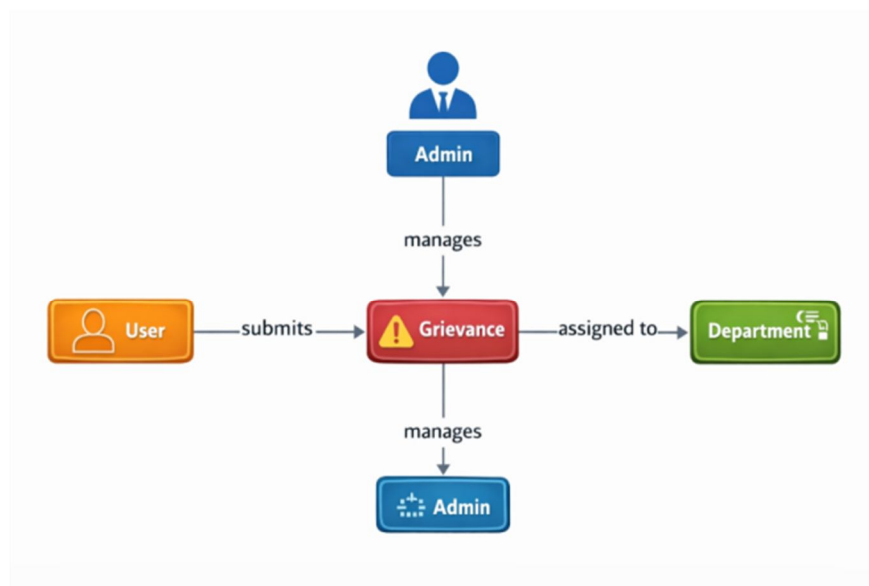 Admin
manages
User
submits
Grievance
assigned to
Department
manages
Admin